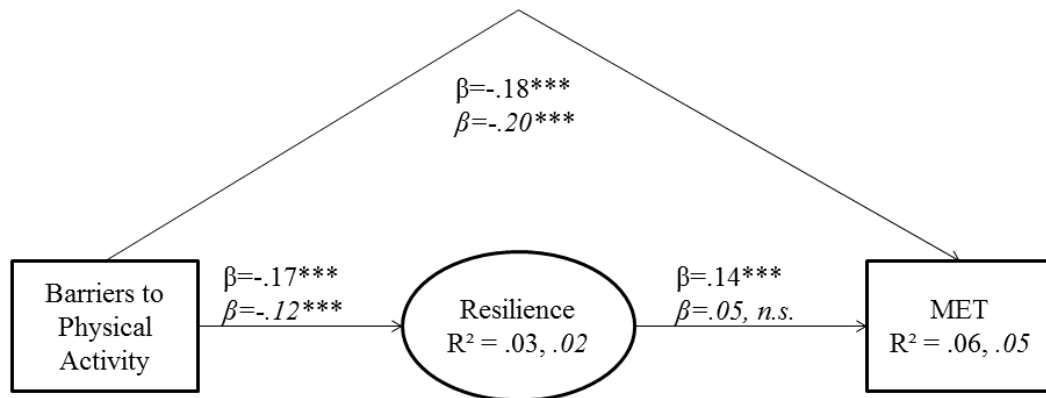 β=-.18***
β=-.20***
Barriers to
Physical
Activity
β=-.17***
β=-.12***
Resilience
R² = .03, .02
β=.14***
β=.05, n.s.
MET
R² = .06, .05